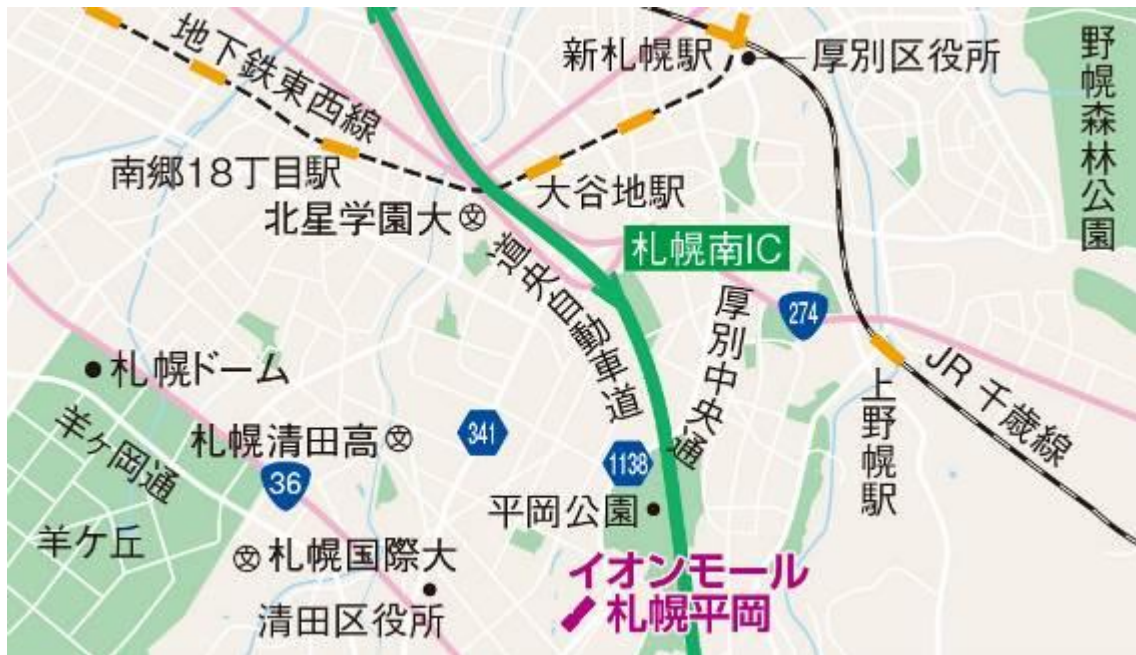 地下鉄東西線
新札幌駅
厚別区役所
野幌森林公園
南郷18丁目駅
大谷地駅
北星学園大
文
札幌南IC
道央自動車道
厚別中央通
274
札幌ドーム
JR 千歳線
上野幌駅
羊ヶ岡通
札幌清田高
文
341
1138
36
平岡公園
羊ケ丘
文
札幌国際大
イオンモール
札幌平岡
清田区役所